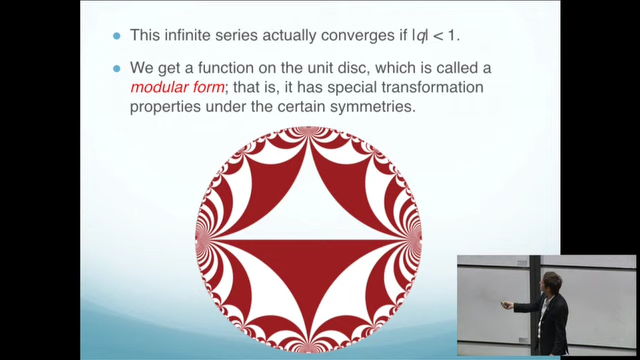 This infinite series actually converges if |q| < 1.
We get a function on the unit disc, which is called a
modular form; that is, it has special transformation
properties under the certain symmetries.